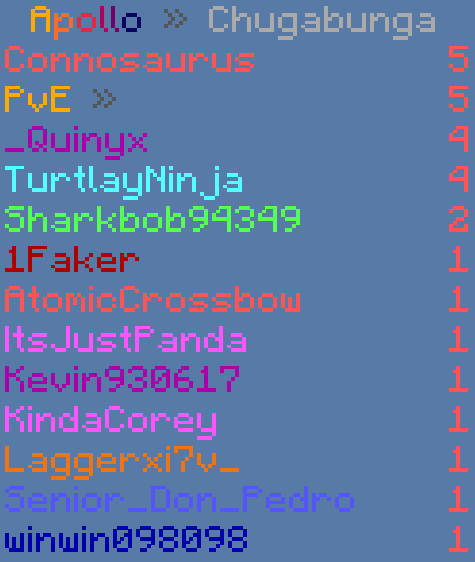 Apollo » Chugabunga
Connosaurus 5
PvE » 5
_Quinyx 4
TurtlayNinja 4
Sharkbob94349 2
1Faker 1
AtomicCrossbow 1
ItsJustPanda 1
Kevin930617 1
KindaCorey 1
Laggerxi7v_ 1
Senior_Don_Pedro 1
winwin098098 1